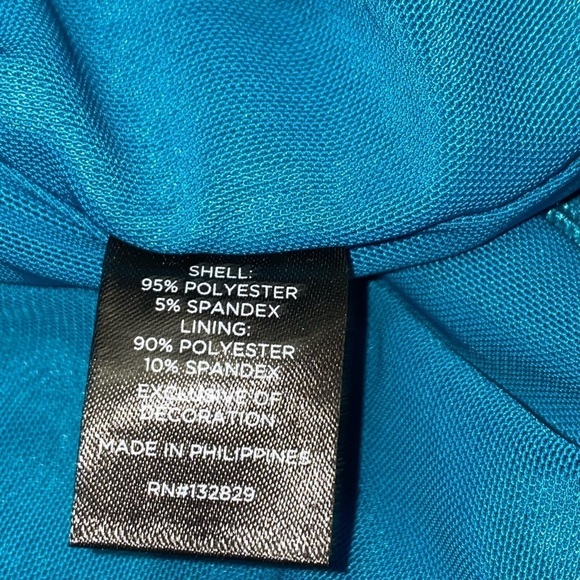 SHELL:
95% POLYESTER
5% SPANDEX
LINING:
90% POLYESTER
10% SPANDEX
EXCLUSIVE OF
DECORATION
MADE IN PHILIPPINES
RN#132829